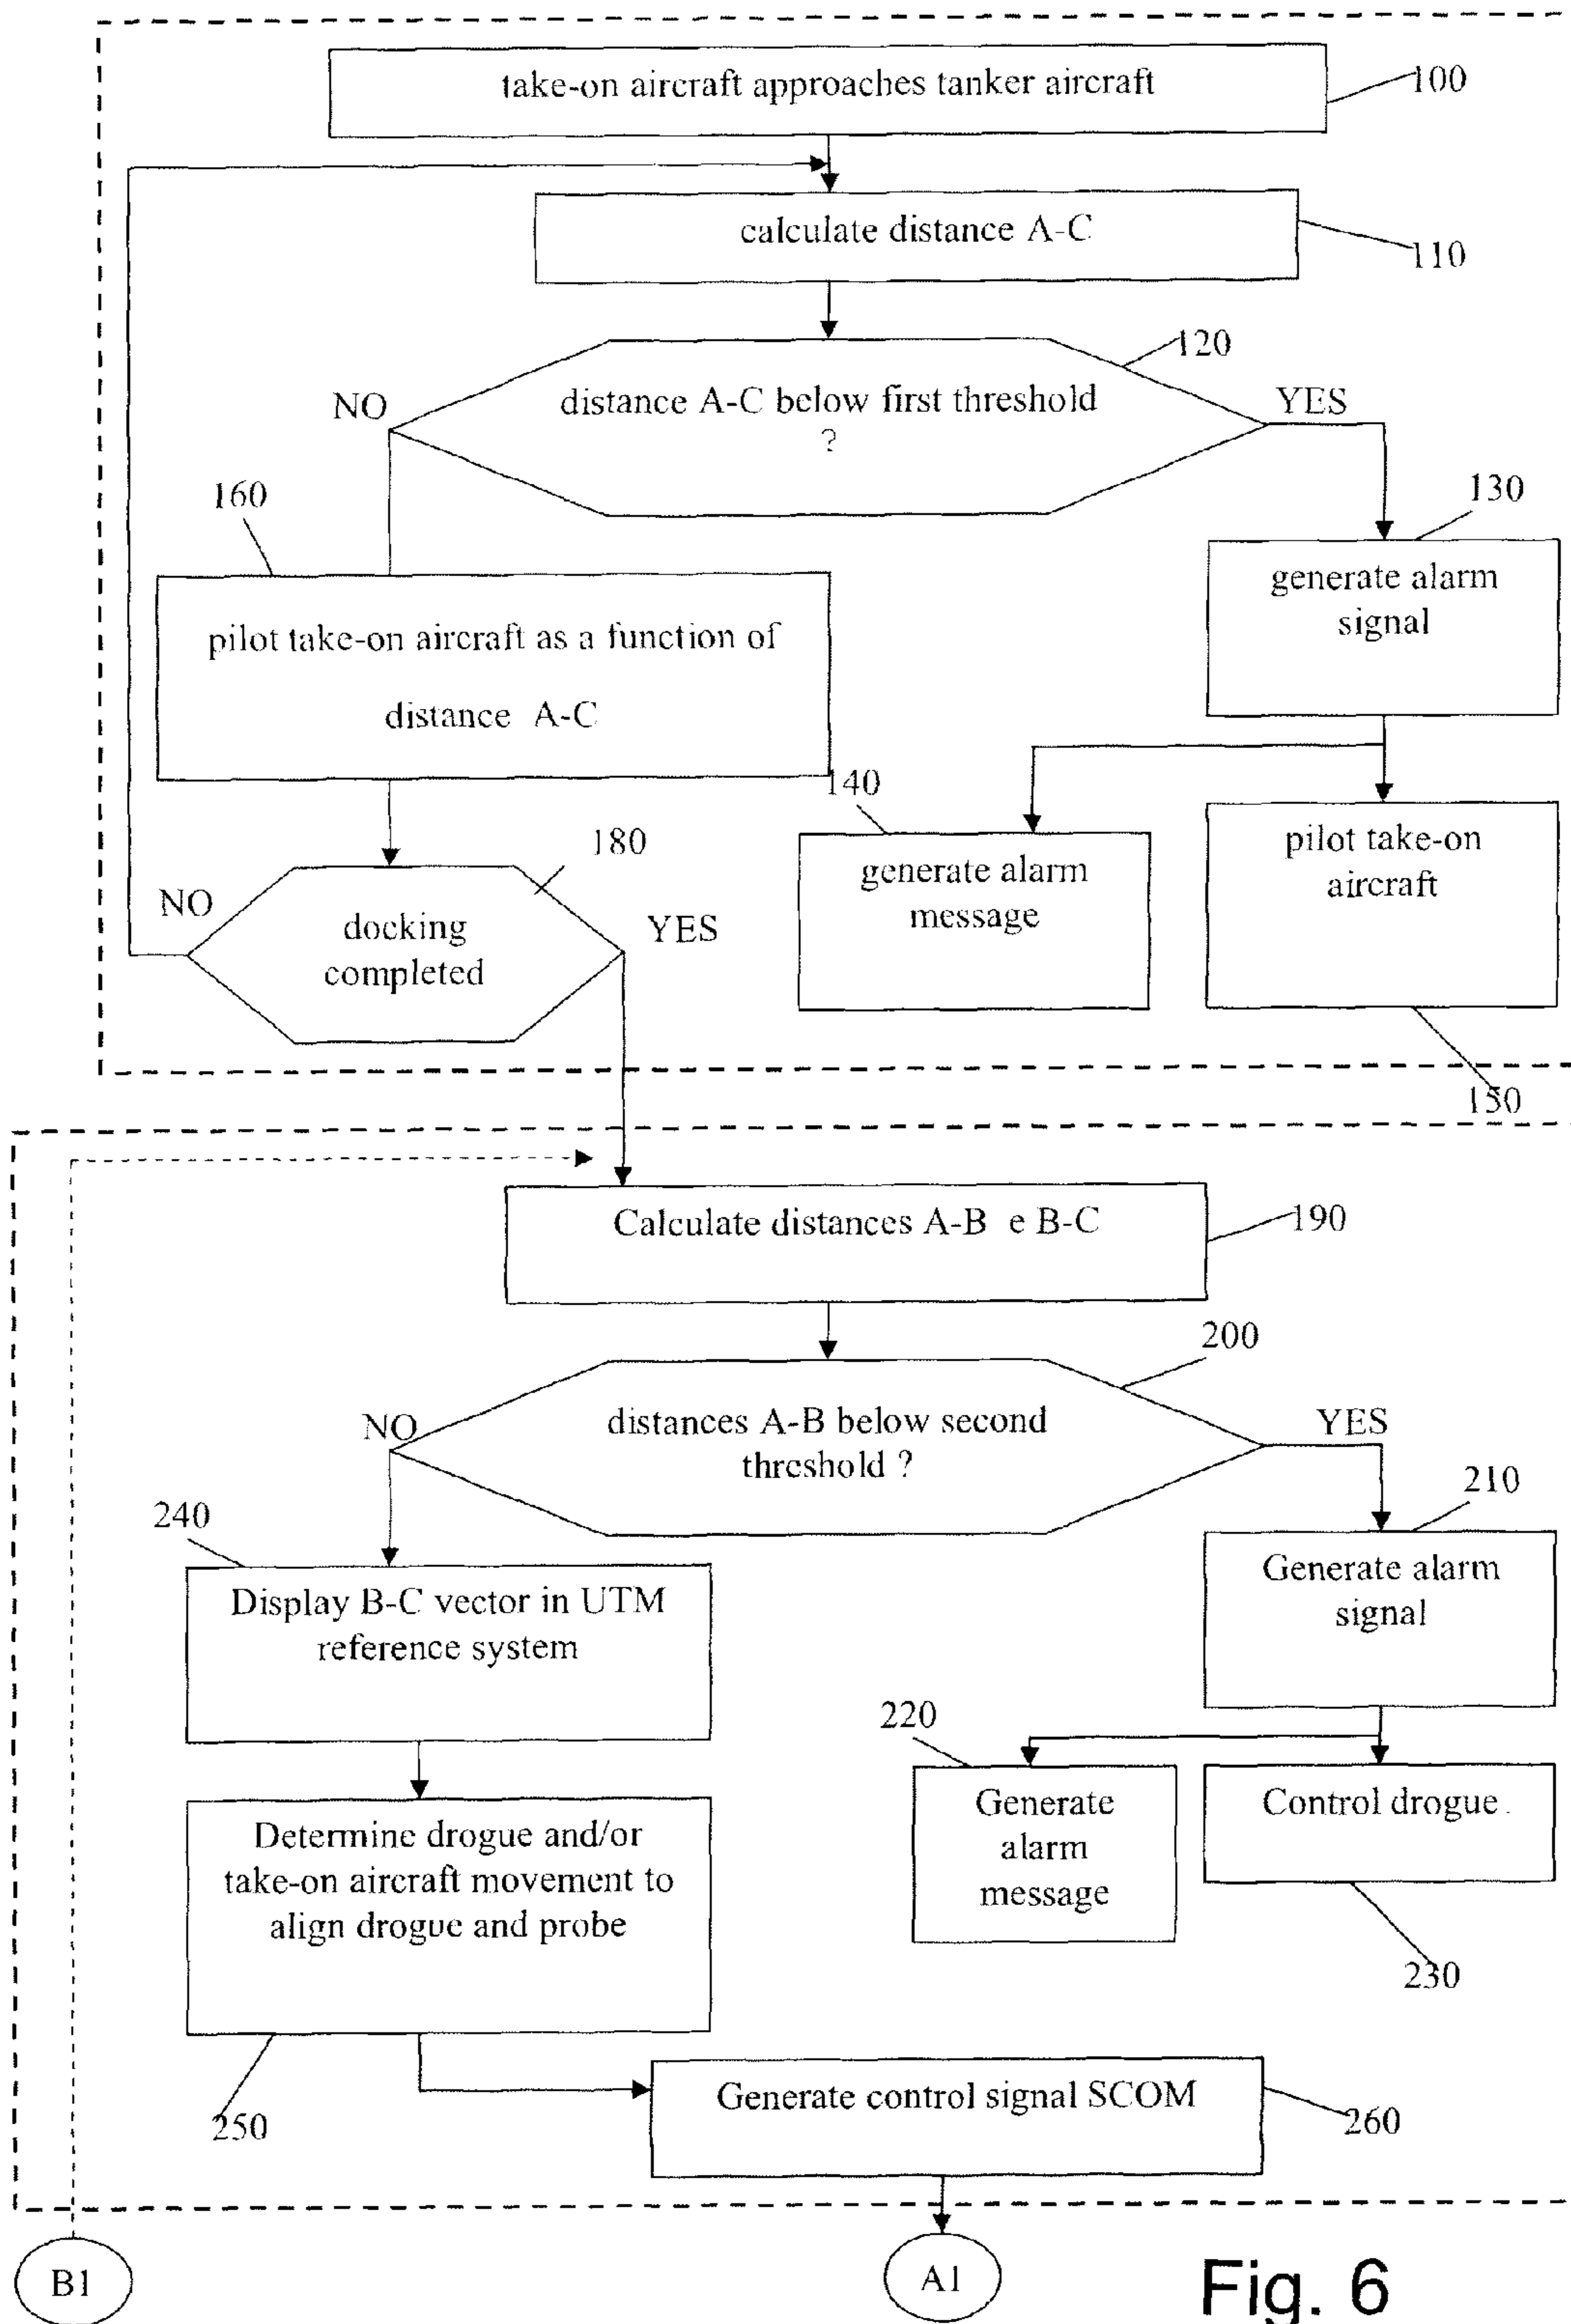 take-on aircraft approaches tanker aircraft
100
calculate distance A-C
110
120
NO
distance A-C below first threshold
?
YES
160
130
generate alarm
signal
pilot take-on aircraft as a function of
distance A-C
140
generate alarm
message
pilot take-on
aircraft
180
NO
docking
completed
YES
150
Calculate distances A-B e B-C
190
200
NO
distances A-B below second
threshold ?
YES
210
240
Generate alarm
signal
Display B-C vector in UTM
reference system
220
Generate
alarm
message
Control drogue.
Determine drogue and/or
take-on aircraft movement to
align drogue and probe
230
250
Generate control signal SCOM
260
B1
A1
Fig. 6